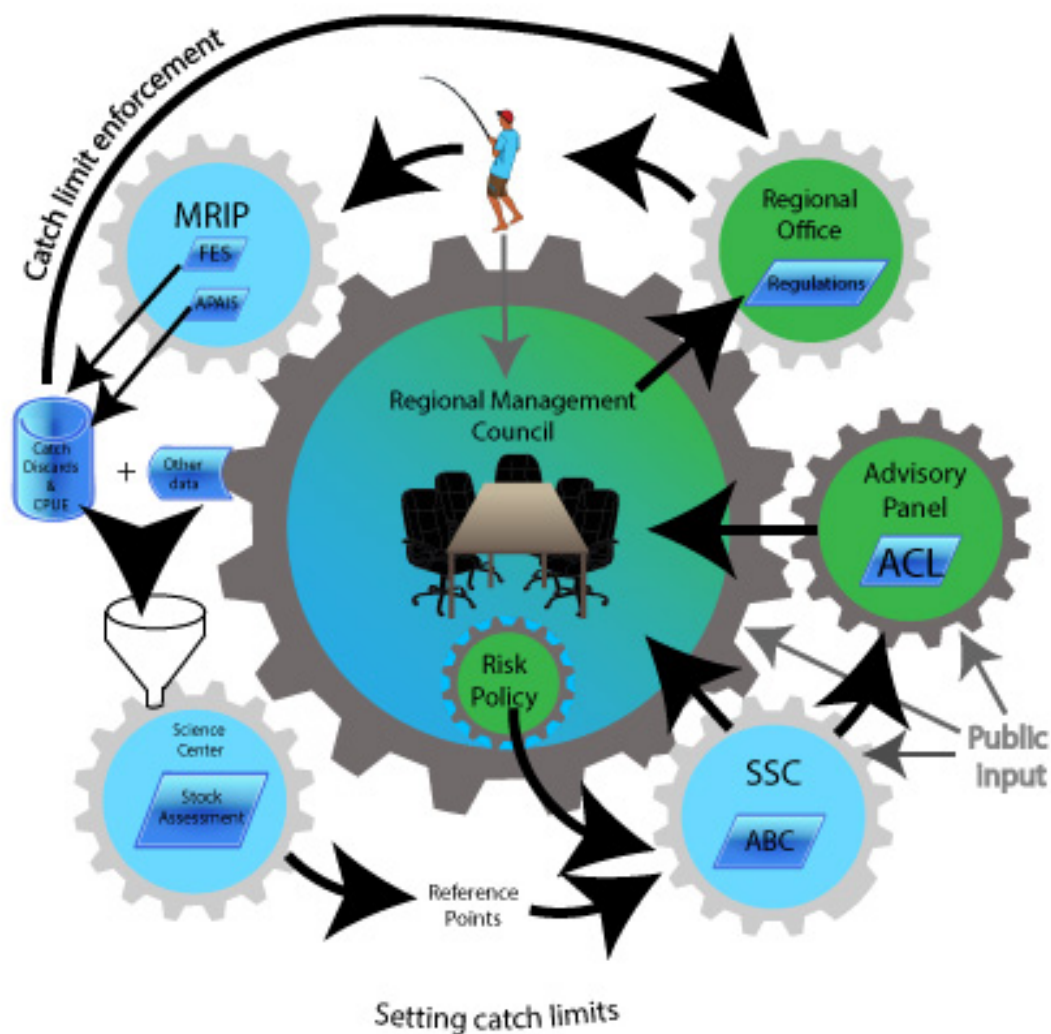 Catch limit enforcement
MRIP
FES
APAIS
Regional
Office
Regulations
Regional Management
Council
Catch
Discards
&
CPUE
+
Other
data
Advisory
Panel
ACL
Risk
Policy
Science
Center
Stock
Assessment
SSC
ABC
Public
input
Reference
Points
Setting catch limits